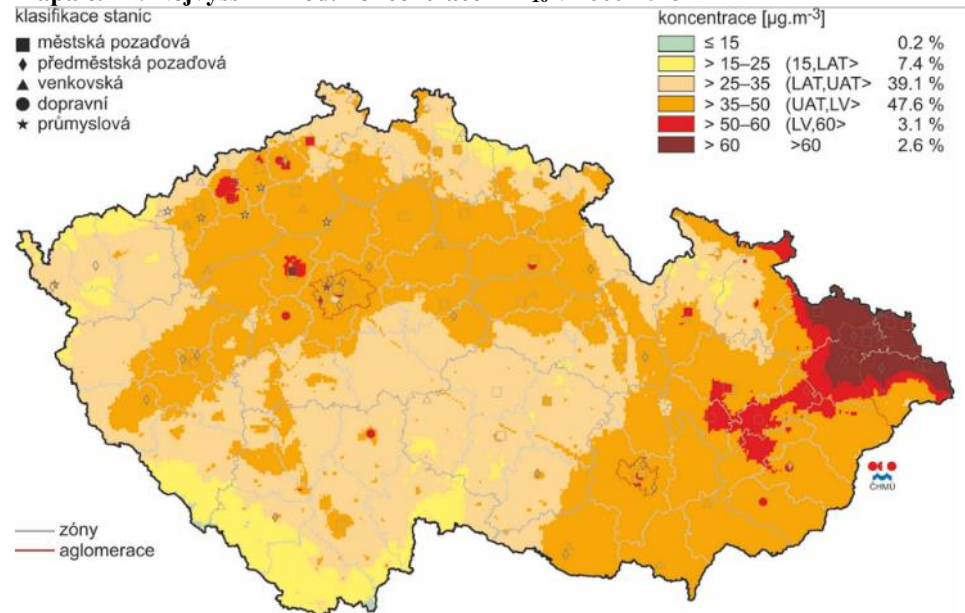 klasifikace stanic
městská pozaďová
předměstská pozaďová
venkovská
dopravní
průmyslová
koncentrace [µg.m⁻³]
≤ 15 0.2 %
> 15–25 (15,LAT> 7.4 %
> 25–35 (LAT,UAT> 39.1 %
> 35–50 (UAT,LV> 47.6 %
> 50–60 (LV,60> 3.1 %
> 60 >60 2.6 %
ČHMÚ
zóny
aglomerace